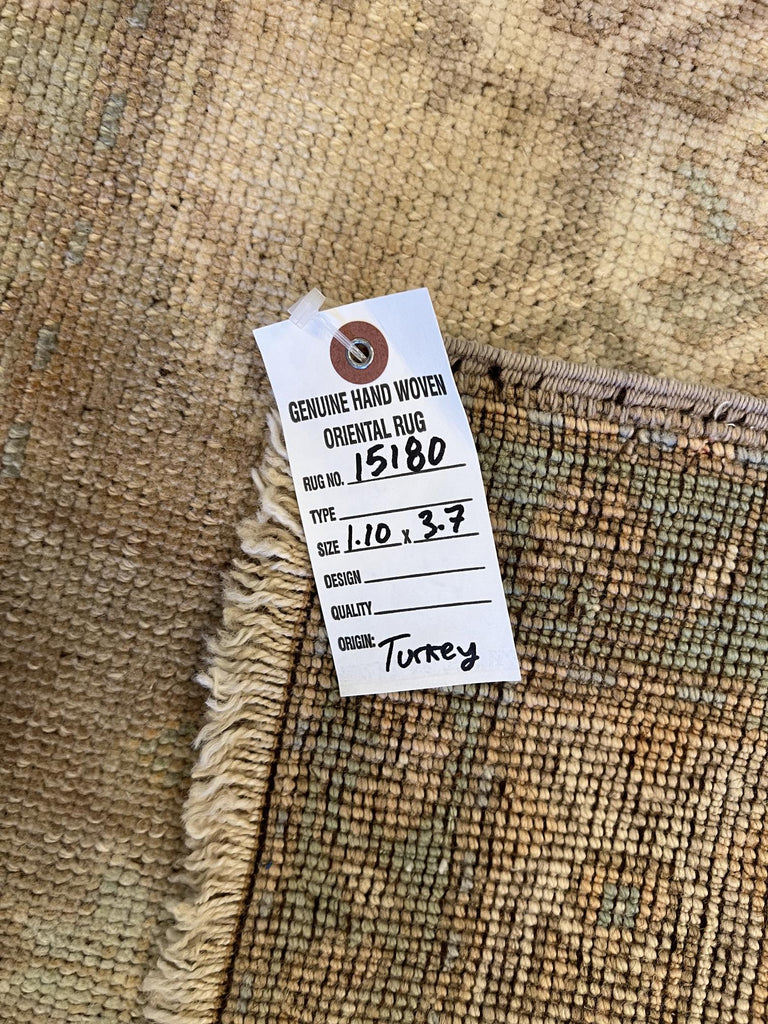 GENUINE HAND WOVEN
ORIENTAL RUG
RUG NO. 15180
TYPE
SIZE 1.10 x 3.7
DESIGN
QUALITY
ORIGIN: Turkey